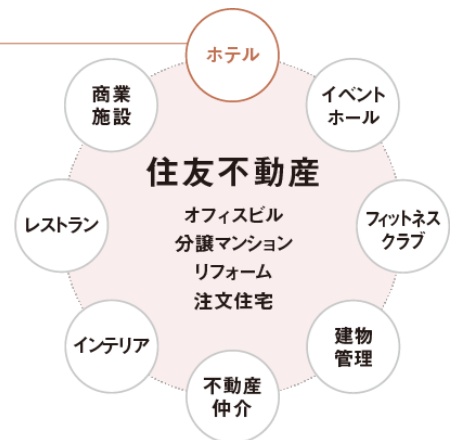 ホテル
イベント
ホール
フィットネス
クラブ
建物
管理
不動産
仲介
インテリア
レストラン
商業
施設
住友不動産
オフィスビル
分譲マンション
リフォーム
注文住宅